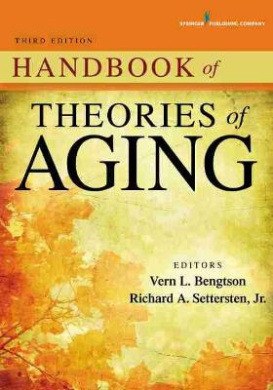 SPRINGER PUBLISHING COMPANY
THIRD EDITION
HANDBOOK of
THEORIES of
AGING
EDITORS
Vern L. Bengtson
Richard A. Settersten, Jr.